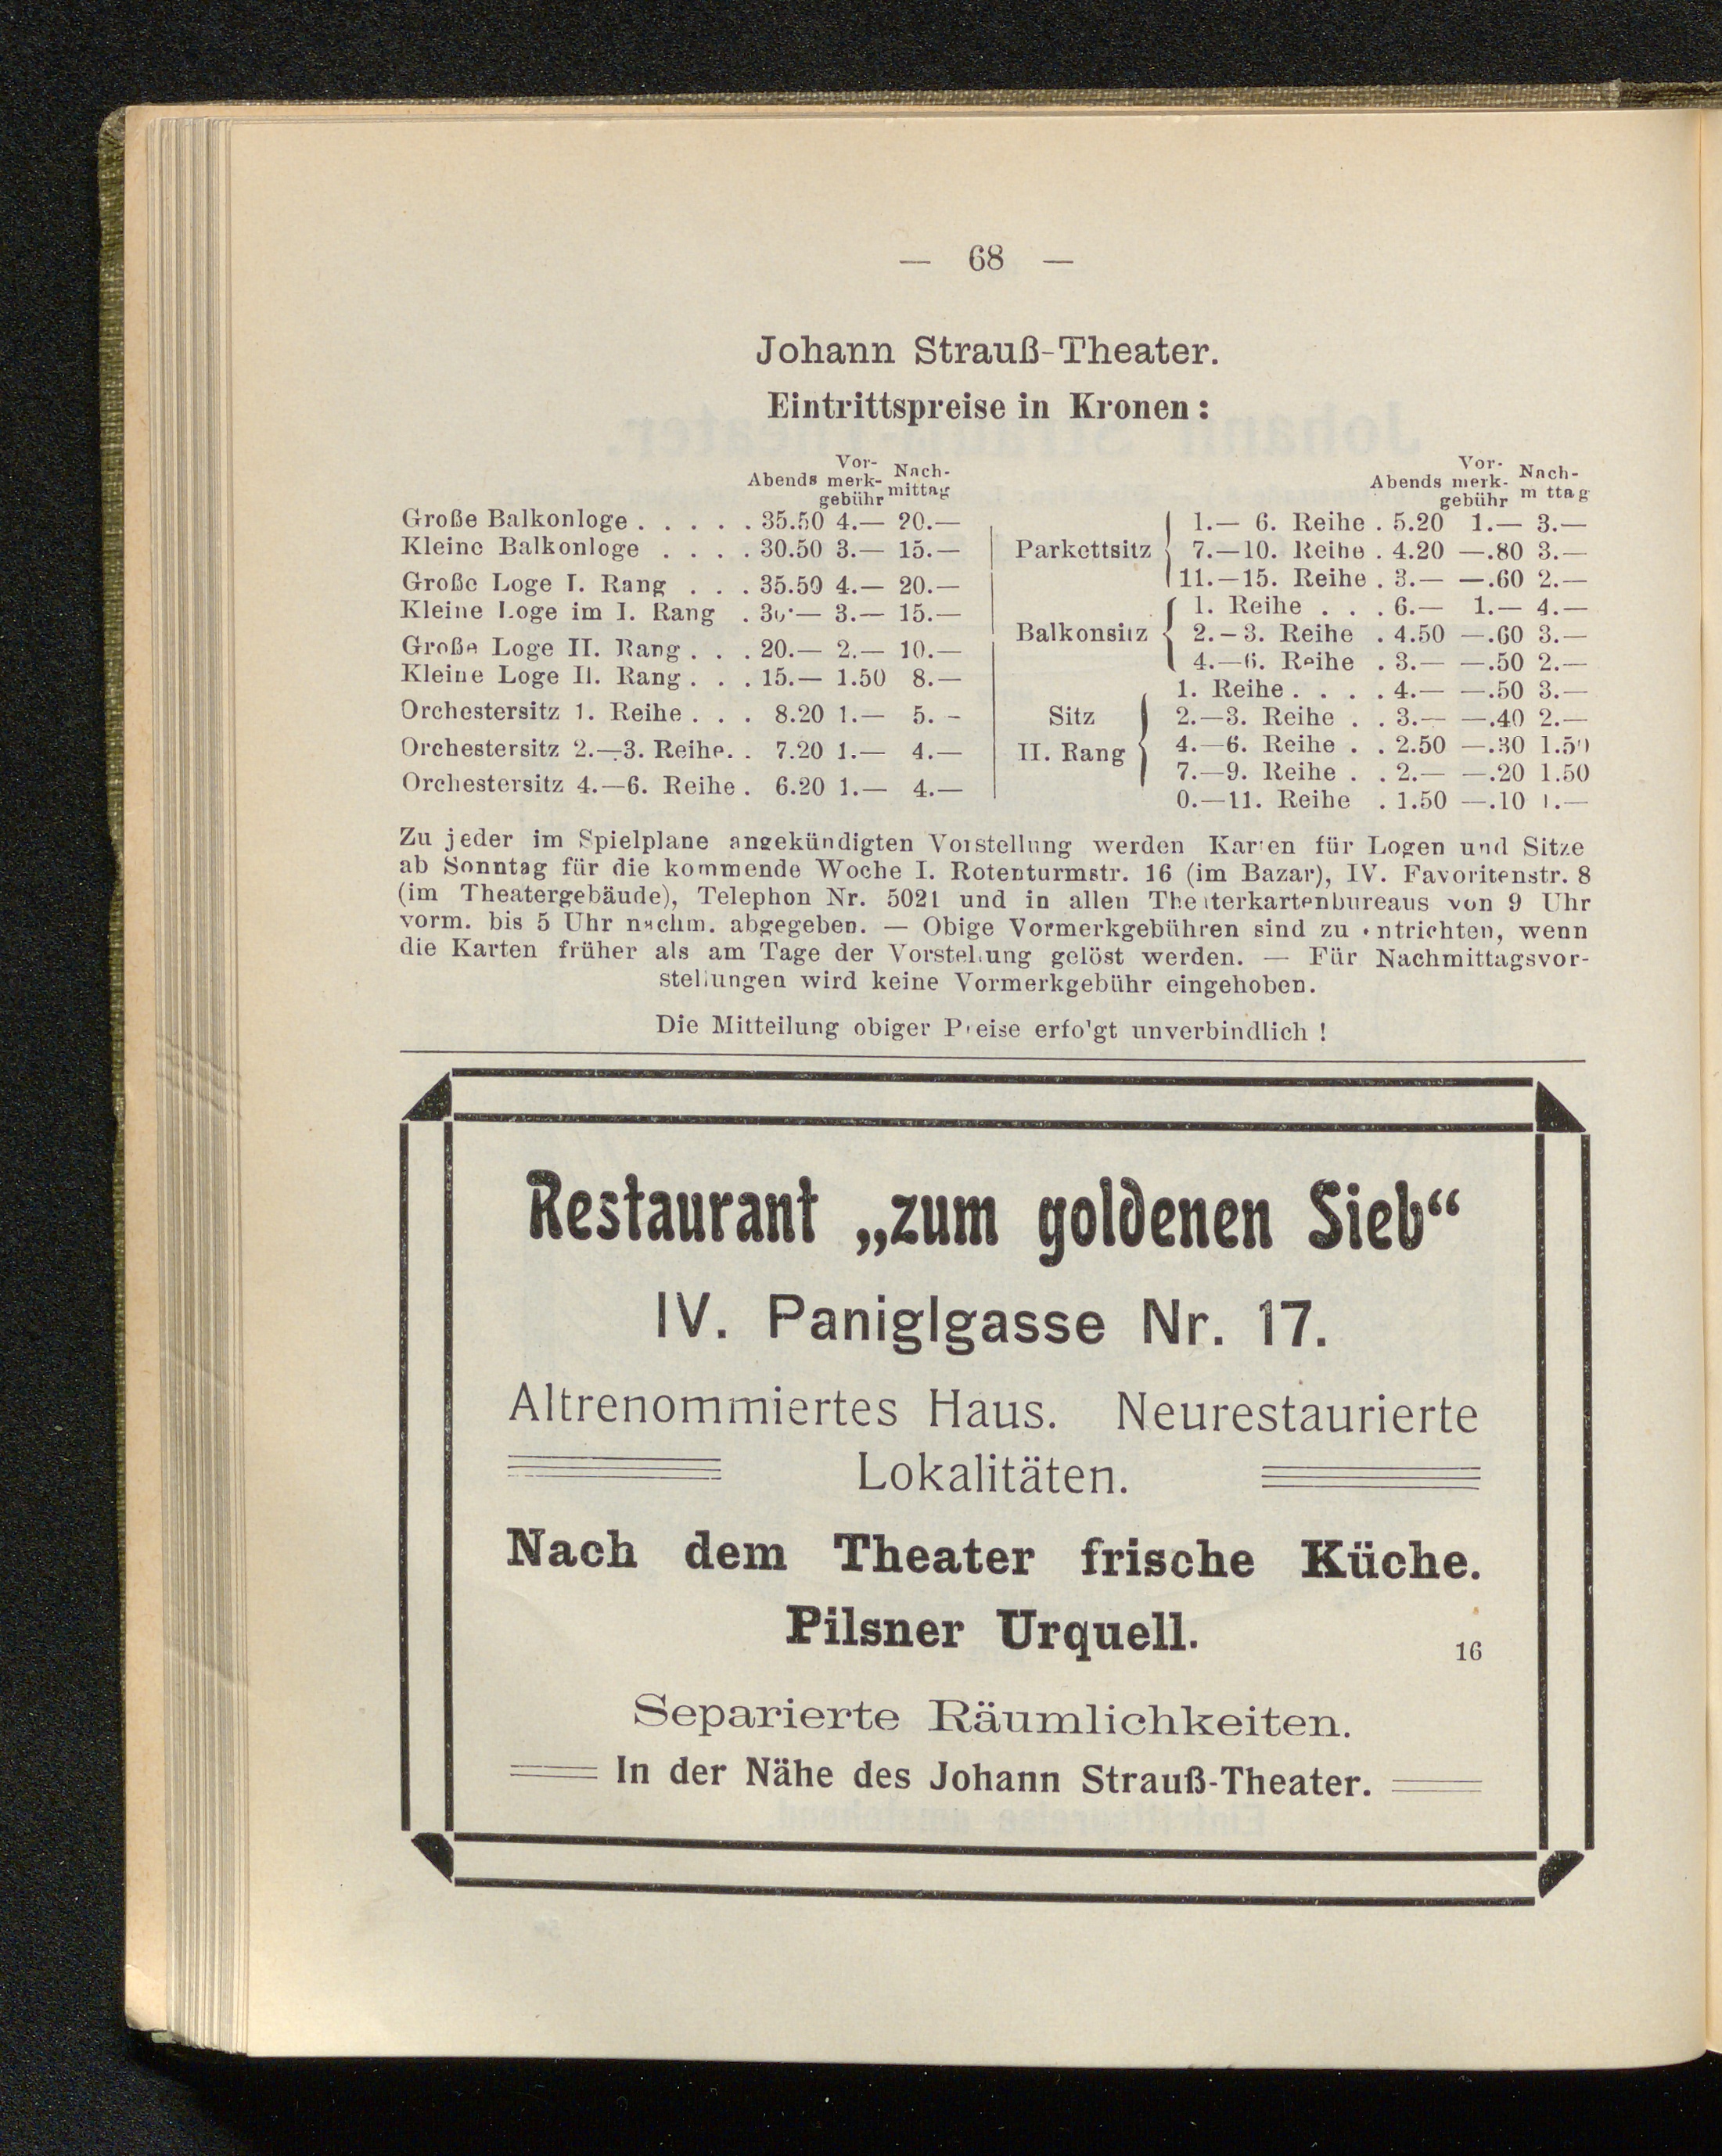 — 68 —
Johann Strauß-Theater.
Eintrittspreise in Kronen:
Abends Vor-merk-gebühr Nach-mittag
Große Balkonloge . . . . . 35.50 4.— 20.—
Kleine Balkonloge . . . . 30.50 3.— 15.—
Große Loge I. Rang . . . 35.50 4.— 20.—
Kleine Loge im I. Rang . — 3.— 15.—
Große Loge II. Rang . . . 20.— 2.— 10.—
Kleine Loge II. Rang . . . 15.— 1.50 8.—
Orchestersitz 1. Reihe . . . 8.20 1.— 5. -
Orchestersitz 2.—3. Reihe. . 7.20 1.— 4.—
Orchestersitz 4.—6. Reihe . 6.20 1.— 4.—
Abends Vor-merk-gebühr Nach-m ttag
Parkettsitz
1.— 6. Reihe . 5.20 1.— 3.—
7.—10. Reihe . 4.20 —.80 3.—
11.—15. Reihe . 3.— —.60 2.—
Balkonsitz
1. Reihe . . . 6.— 1.— 4.—
2.–3. Reihe . 4.50 —.60 3.—
4.—6. Reihe . 3.— —.50 2.—
Sitz
II. Rang
1. Reihe . . . . 4.— —.50 3.—
2.—3. Reihe . . 3.— —.40 2.—
4.—6. Reihe . . 2.50 —.30 1.50
7.—9. Reihe . . 2.— —.20 1.50
0.—11. Reihe . 1.50 —.10 1.—
Zu jeder im Spielplane angekündigten Vorstellung werden Karten für Logen und Sitze
ab Sonntag für die kommende Woche I. Rotenturmstr. 16 (im Bazar), IV. Favoritenstr. 8
(im Theatergebäude), Telephon Nr. 5021 und in allen Theaterkartenbureaus von 9 Uhr
vorm. bis 5 Uhr nachm. abgegeben. — Obige Vormerkgebühren sind zu entrichten, wenn
die Karten früher als am Tage der Vorstellung gelöst werden. — Für Nachmittagsvor-
stellungen wird keine Vormerkgebühr eingehoben.
Die Mitteilung obiger Preise erfolgt unverbindlich !
Restaurant „zum goldenen Sieb“
IV. Paniglgasse Nr. 17.
Altrenommiertes Haus. Neurestaurierte
Lokalitäten.
Nach dem Theater frische Küche.
Pilsner Urquell.
16
Separierte Räumlichkeiten.
In der Nähe des Johann Strauß-Theater.